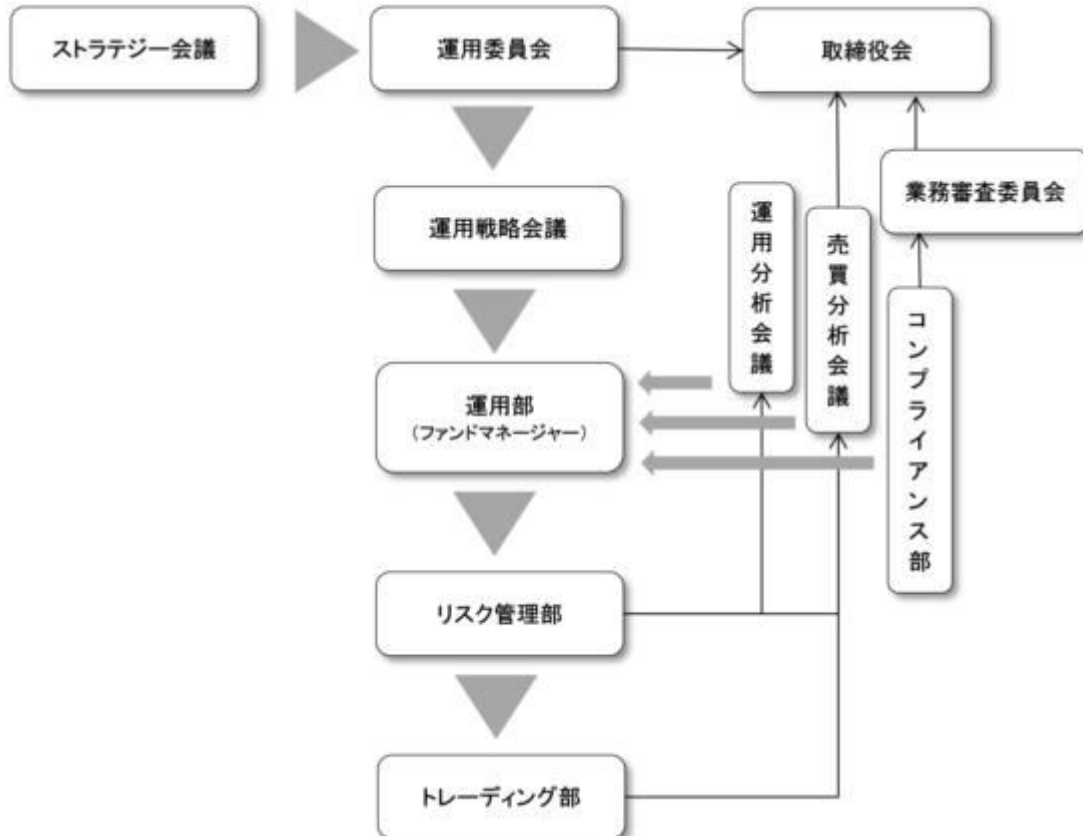 ストラテジー会議
運用委員会
取締役会
業務審査委員会
運用戦略会議
運用分析会議
売買分析会議
コンプライアンス部
運用部
(ファンドマネージャー)
リスク管理部
トレーディング部